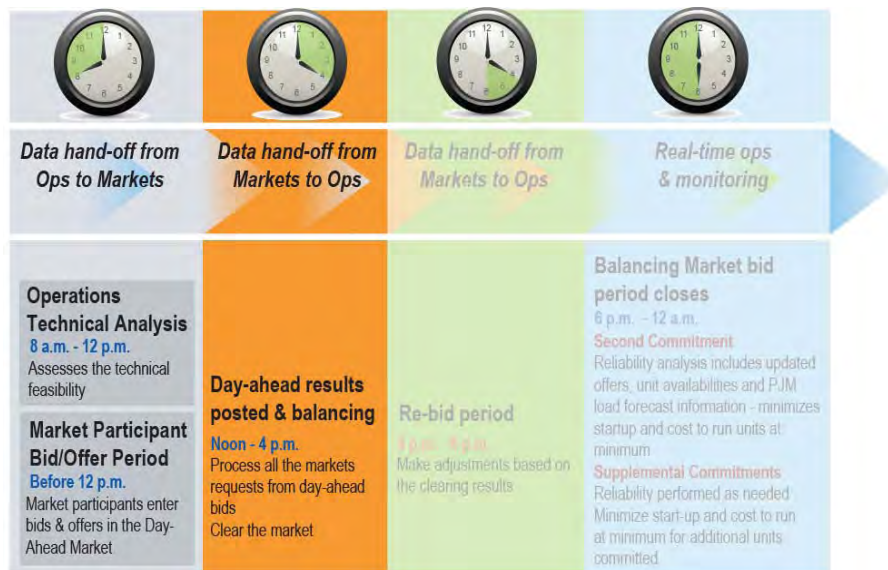 Data hand-off from
Ops to Markets
Data hand-off from
Markets to Ops
Data hand-off from
Markets to Ops
Real-time ops
& monitoring
Operations
Technical Analysis
8 a.m. - 12 p.m.
Assesses the technical
feasibility
Market Participant
Bid/Offer Period
Before 12 p.m.
Market participants enter
bids & offers in the Day-
Ahead Market
Day-ahead results
posted & balancing
Noon - 4 p.m.
Process all the markets
requests from day-ahead
bids
Clear the market
Re-bid period
Make adjustments based on
the clearing results
Balancing Market bid
period closes
6 p.m. - 12 a.m.
Second Commitment
Reliability analysis includes updated
offers, unit availabilities and PJM
load forecast information - minimizes
startup and cost to run units at
minimum
Supplemental Commitments
Reliability performed as needed
Minimize start-up and cost to run
at minimum for additional units
committed